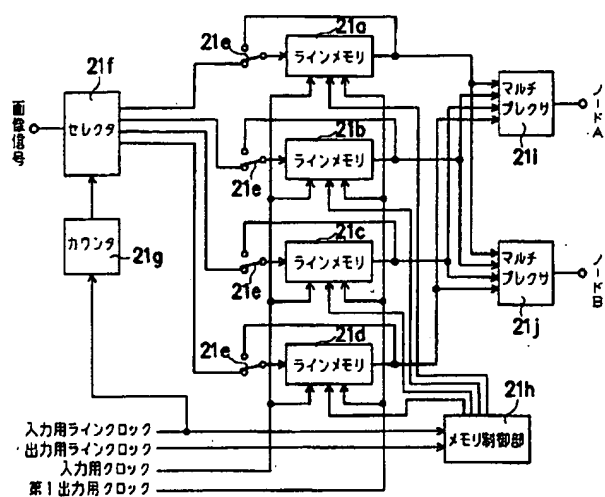 21a
21e
21f
ラインメモリ
マルチ
プレクサ
21i
ノードA
画像信号
セレクタ
21b
ラインメモリ
21e
21c
カウンタ
21g
ラインメモリ
21e
マルチ
プレクサ
21j
ノードB
21d
21e
ラインメモリ
21h
メモリ制御部
入力用ラインクロック
出力用ラインクロック
入力用クロック
第1出力用クロック